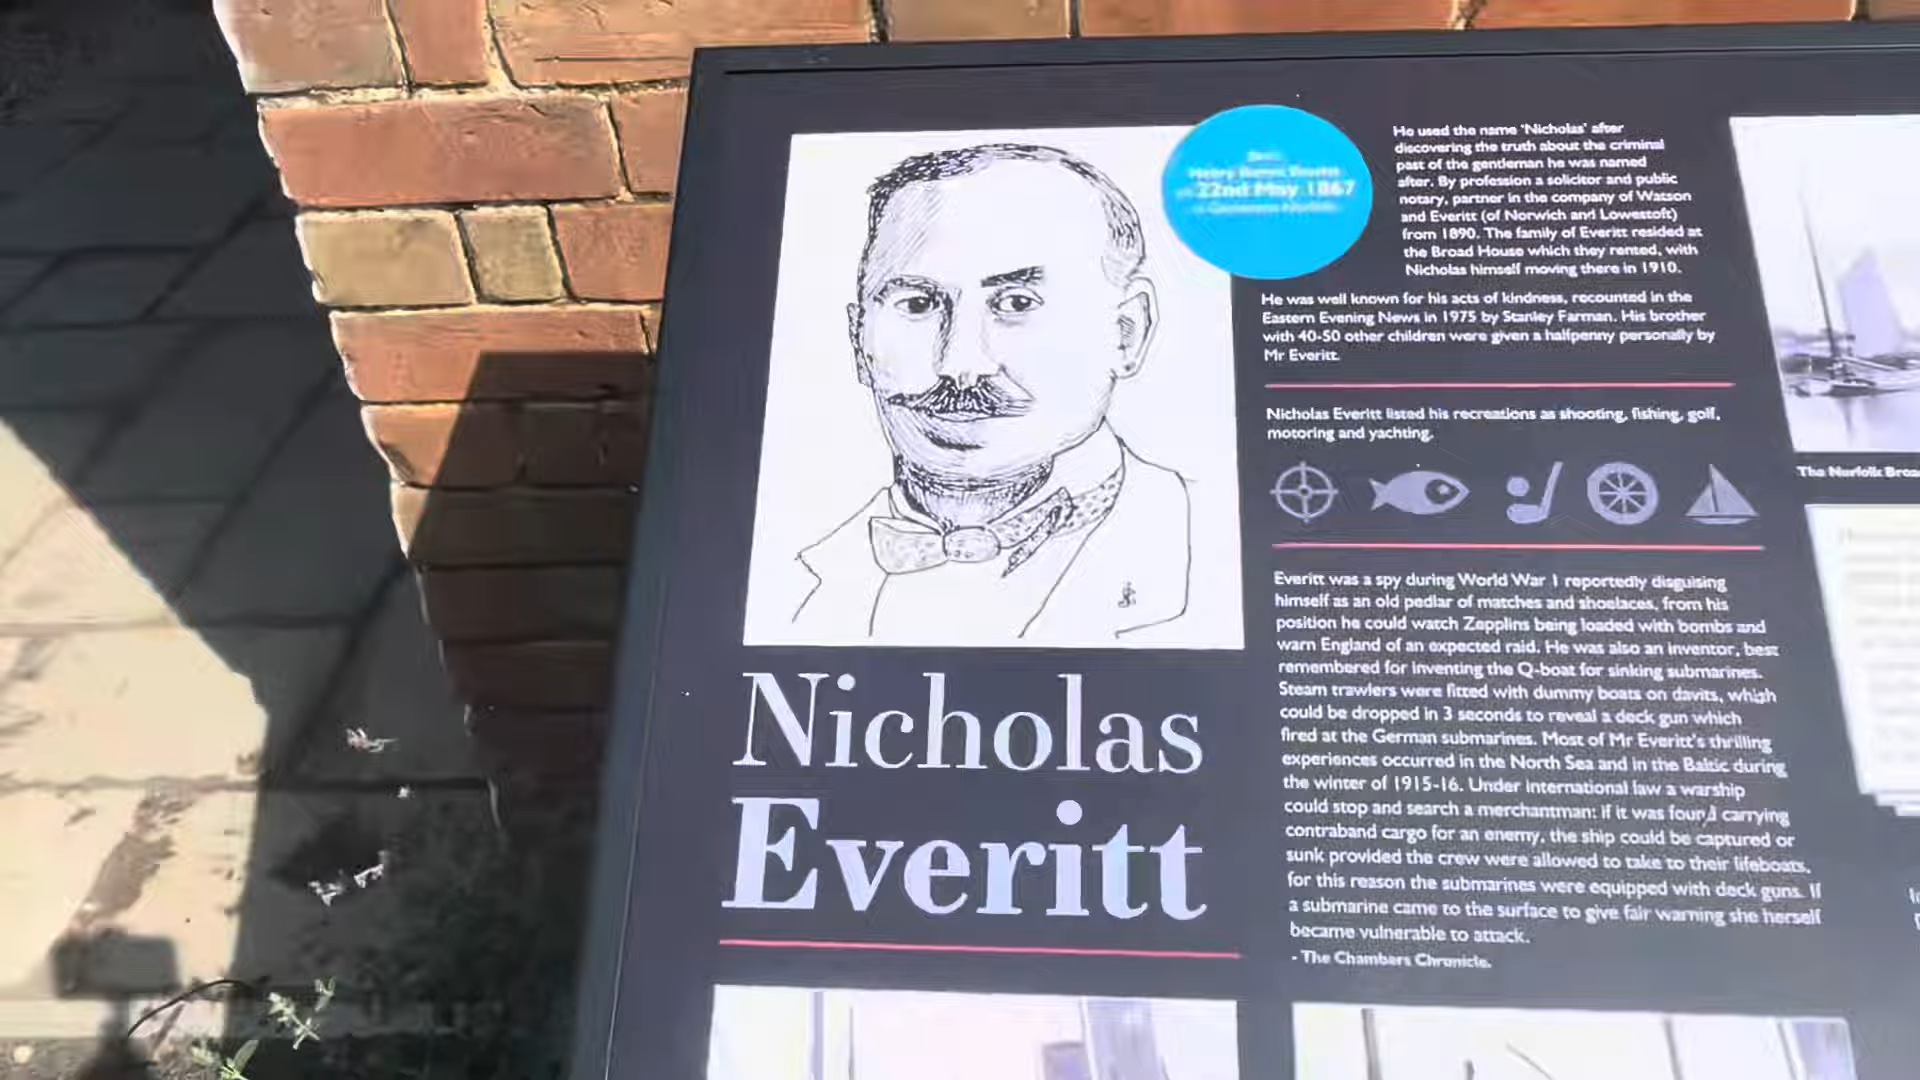 22nd May 1867
He used the name 'Nicholas' after
discovering the truth about the criminal
past of the gentleman he was named
after. By profession a solicitor and public
notary, partner in the company of Watson
and Everitt (of Norwich and Lowestoft)
from 1890. The family of Everitt resided at
the Broad House which they rented, with
Nicholas himself moving there in 1910.
He was well known for his acts of kindness, recounted in the
Eastern Evening News in 1975 by Stanley Farman. His brother
with 40-50 other children were given a halfpenny personally by
Mr Everitt.
Nicholas Everitt listed his recreations as shooting, fishing, golf,
motoring and yachting.
Everitt was a spy during World War 1 reportedly disguising
himself as an old pedlar of matches and shoelaces, from his
position he could watch Zepplins being loaded with bombs and
warn England of an expected raid. He was also an inventor, best
remembered for inventing the Q-boat for sinking submarines.
Steam trawlers were fitted with dummy boats on davits, which
could be dropped in 3 seconds to reveal a deck gun which
fired at the German submarines. Most of Mr Everitt's thrilling
experiences occurred in the North Sea and in the Baltic during
the winter of 1915-16. Under international law a warship
could stop and search a merchantman: if it was found carrying
contraband cargo for an enemy, the ship could be captured or
sunk provided the crew were allowed to take to their lifeboats,
for this reason the submarines were equipped with deck guns. If
a submarine came to the surface to give fair warning she herself
became vulnerable to attack.
- The Chambers Chronicle.
Nicholas
Everitt
The Norfolk